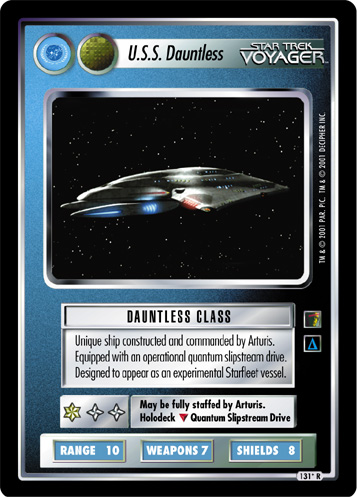 U.S.S. Dauntless
STAR TREK
VOYAGER
TM & © 2001 PAR. PIC. TM & © 2001 DECIPHER INC.
DAUNTLESS CLASS
Unique ship constructed and commanded by Arturis.
Equipped with an operational quantum slipstream drive.
Designed to appear as an experimental Starfleet vessel.
May be fully staffed by Arturis.
Holodeck ▼ Quantum Slipstream Drive
RANGE 10 WEAPONS 7 SHIELDS 8
131* R